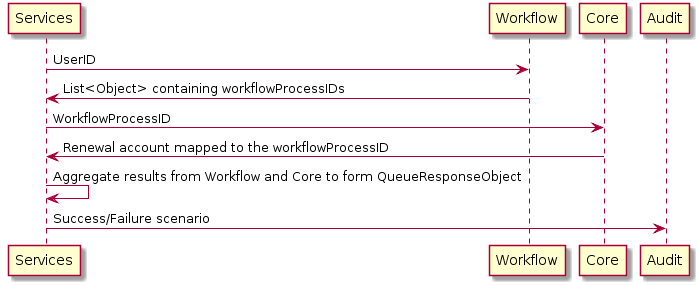 Services Workflow Core Audit
UserID
List<Object> containing workflowProcessIDs
WorkflowProcessID
Renewal account mapped to the workflowProcessID
Aggregate results from Workflow and Core to form QueueResponseObject
Success/Failure scenario
Services Workflow Core Audit